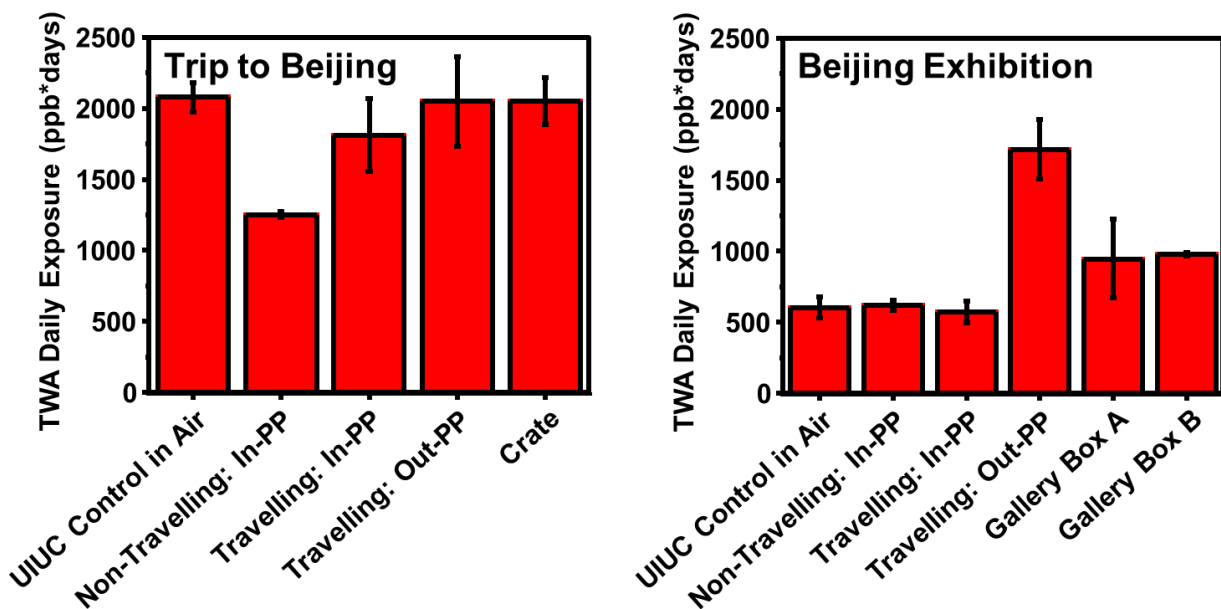 Trip to Beijing
TWA Daily Exposure (ppb*days)
2500
2000
1500
1000
500
0
UIUC Control in Air
Non-Travelling: In-PP
Travelling: In-PP
Travelling: Out-PP
Crate
Beijing Exhibition
TWA Daily Exposure (ppb*days)
2500
2000
1500
1000
500
0
UIUC Control in Air
Non-Travelling: In-PP
Travelling: In-PP
Travelling: Out-PP
Gallery Box A
Gallery Box B